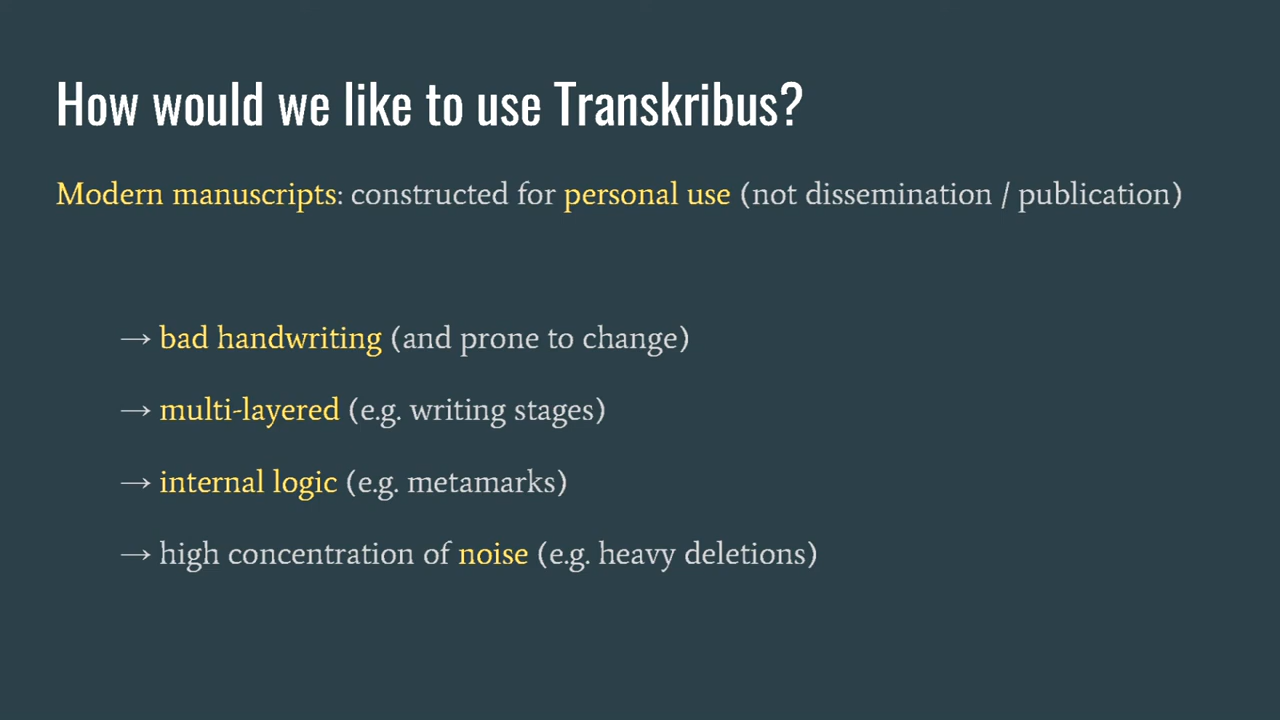 How would we like to use Transkribus?
Modern manuscripts: constructed for personal use (not dissemination / publication)
→ bad handwriting (and prone to change)
→ multi-layered (e.g. writing stages)
→ internal logic (e.g. metamarks)
→ high concentration of noise (e.g. heavy deletions)